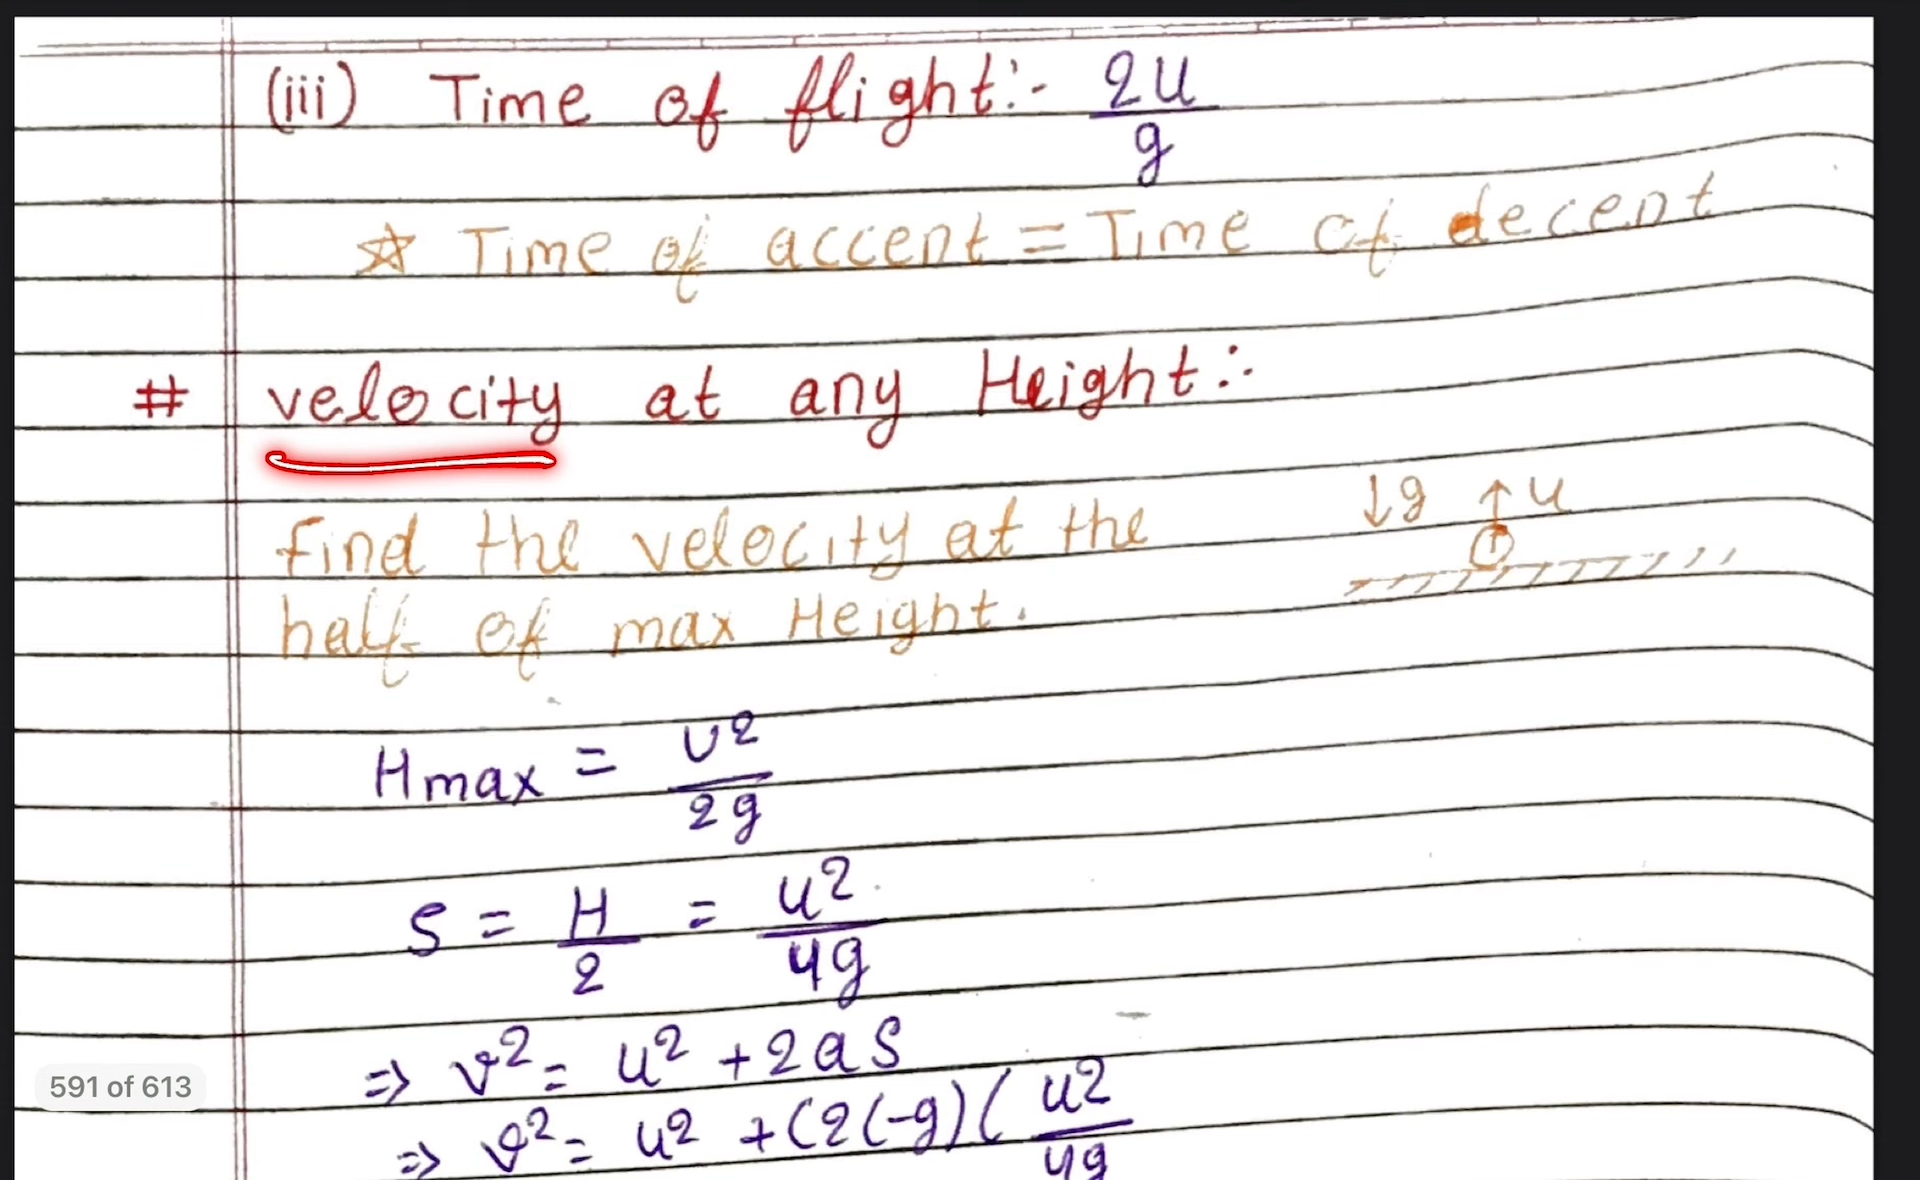 (iii) Time of flight:- 2u/g
☆ Time of accent = Time of decent
# velocity at any Height:-
↓g ↑u
find the velocity at the
half of max Height.
Hmax = u²/2g
S = H/2 = u²/4g
⇒ v² = u² + 2as
⇒ v² = u² + (2(-g)(u²/4g
591 of 613